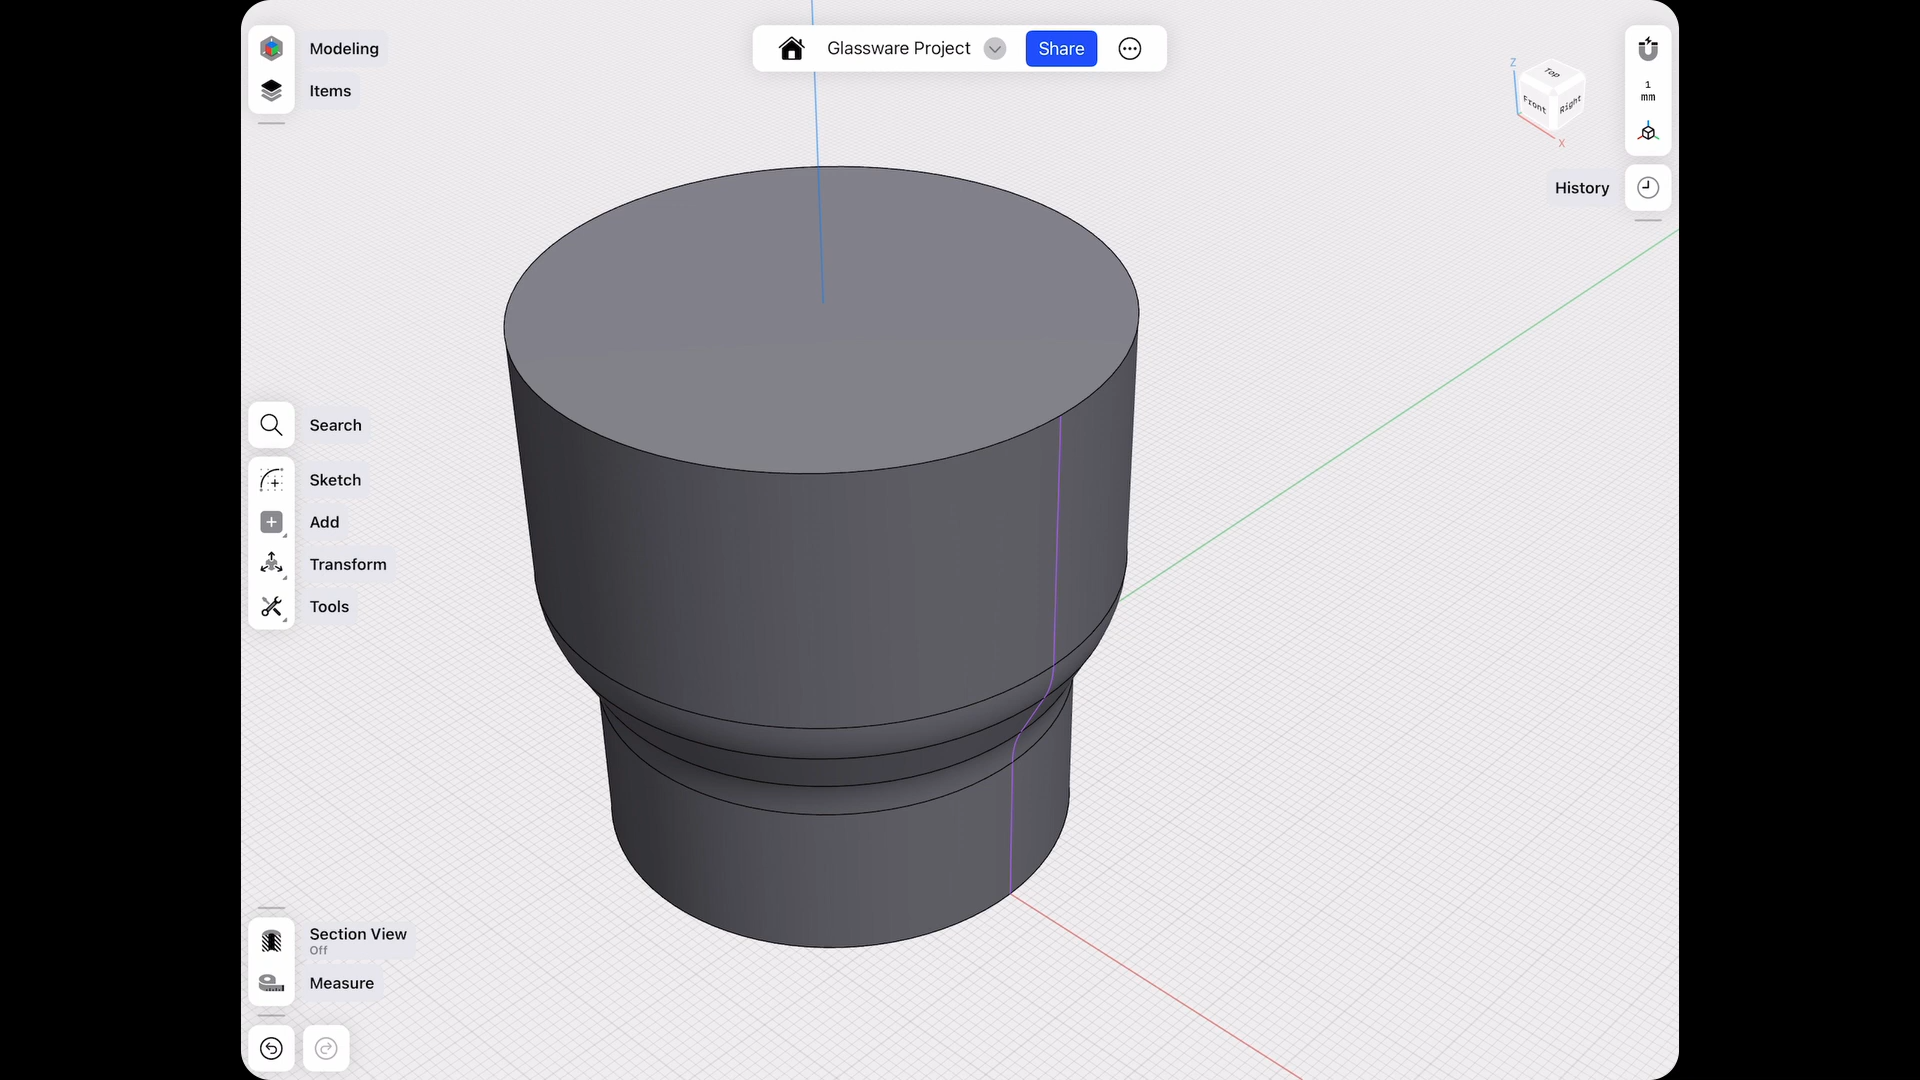 Modeling
Items
Glassware Project
Share
Z
Top
Front
Right
X
1
mm
History
Search
Sketch
Add
Transform
Tools
Section View
Off
Measure